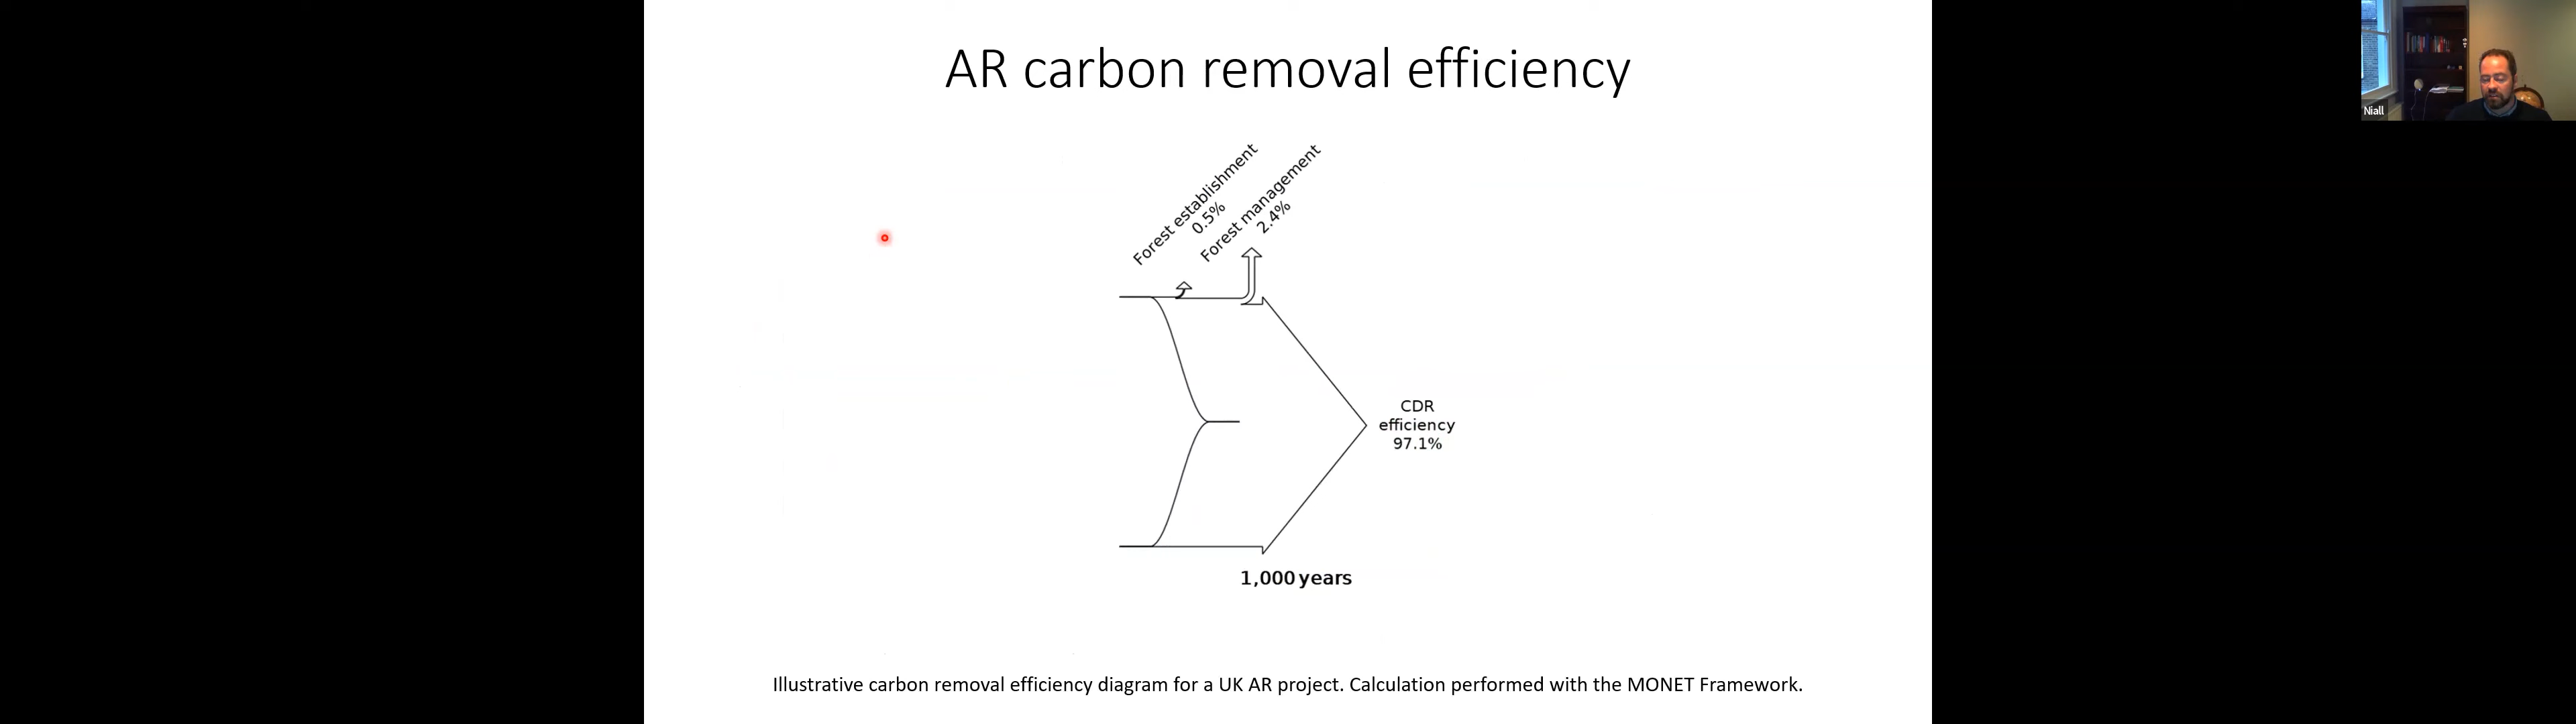 AR carbon removal efficiency
Niall
Forest establishment
0.5%
Forest management
2.4%
CDR
efficiency
97.1%
1,000 years
Illustrative carbon removal efficiency diagram for a UK AR project. Calculation performed with the MONET Framework.